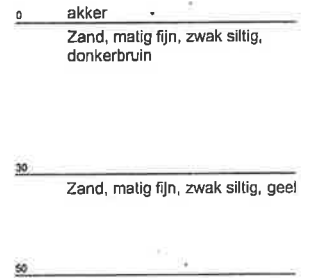 0 akker
Zand, matig fijn, zwak siltig,
donkerbruin
30
Zand, matig fijn, zwak siltig, geel
50